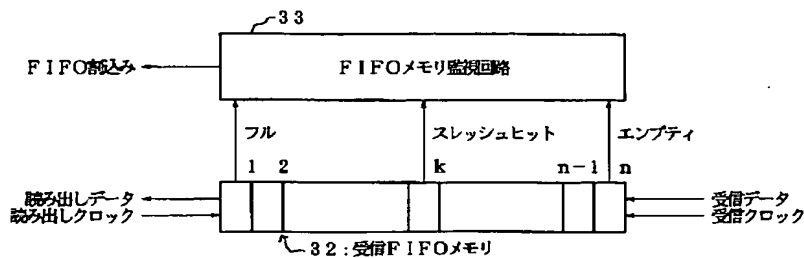 33
FIFO割込み
FIFOメモリ監視回路
フル
スレッシュヒット
エンプティ
1 2 k n-1 n
読み出しデータ
受信データ
読み出しクロック
受信クロック
32:受信FIFOメモリ